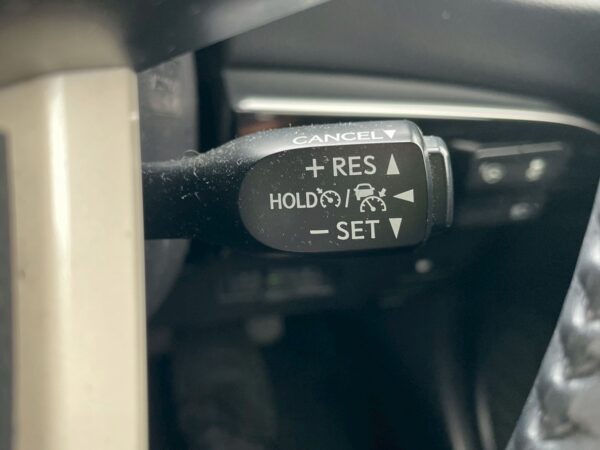 CANCEL ▼
+ RES ▲
HOLD / ◀
− SET ▼